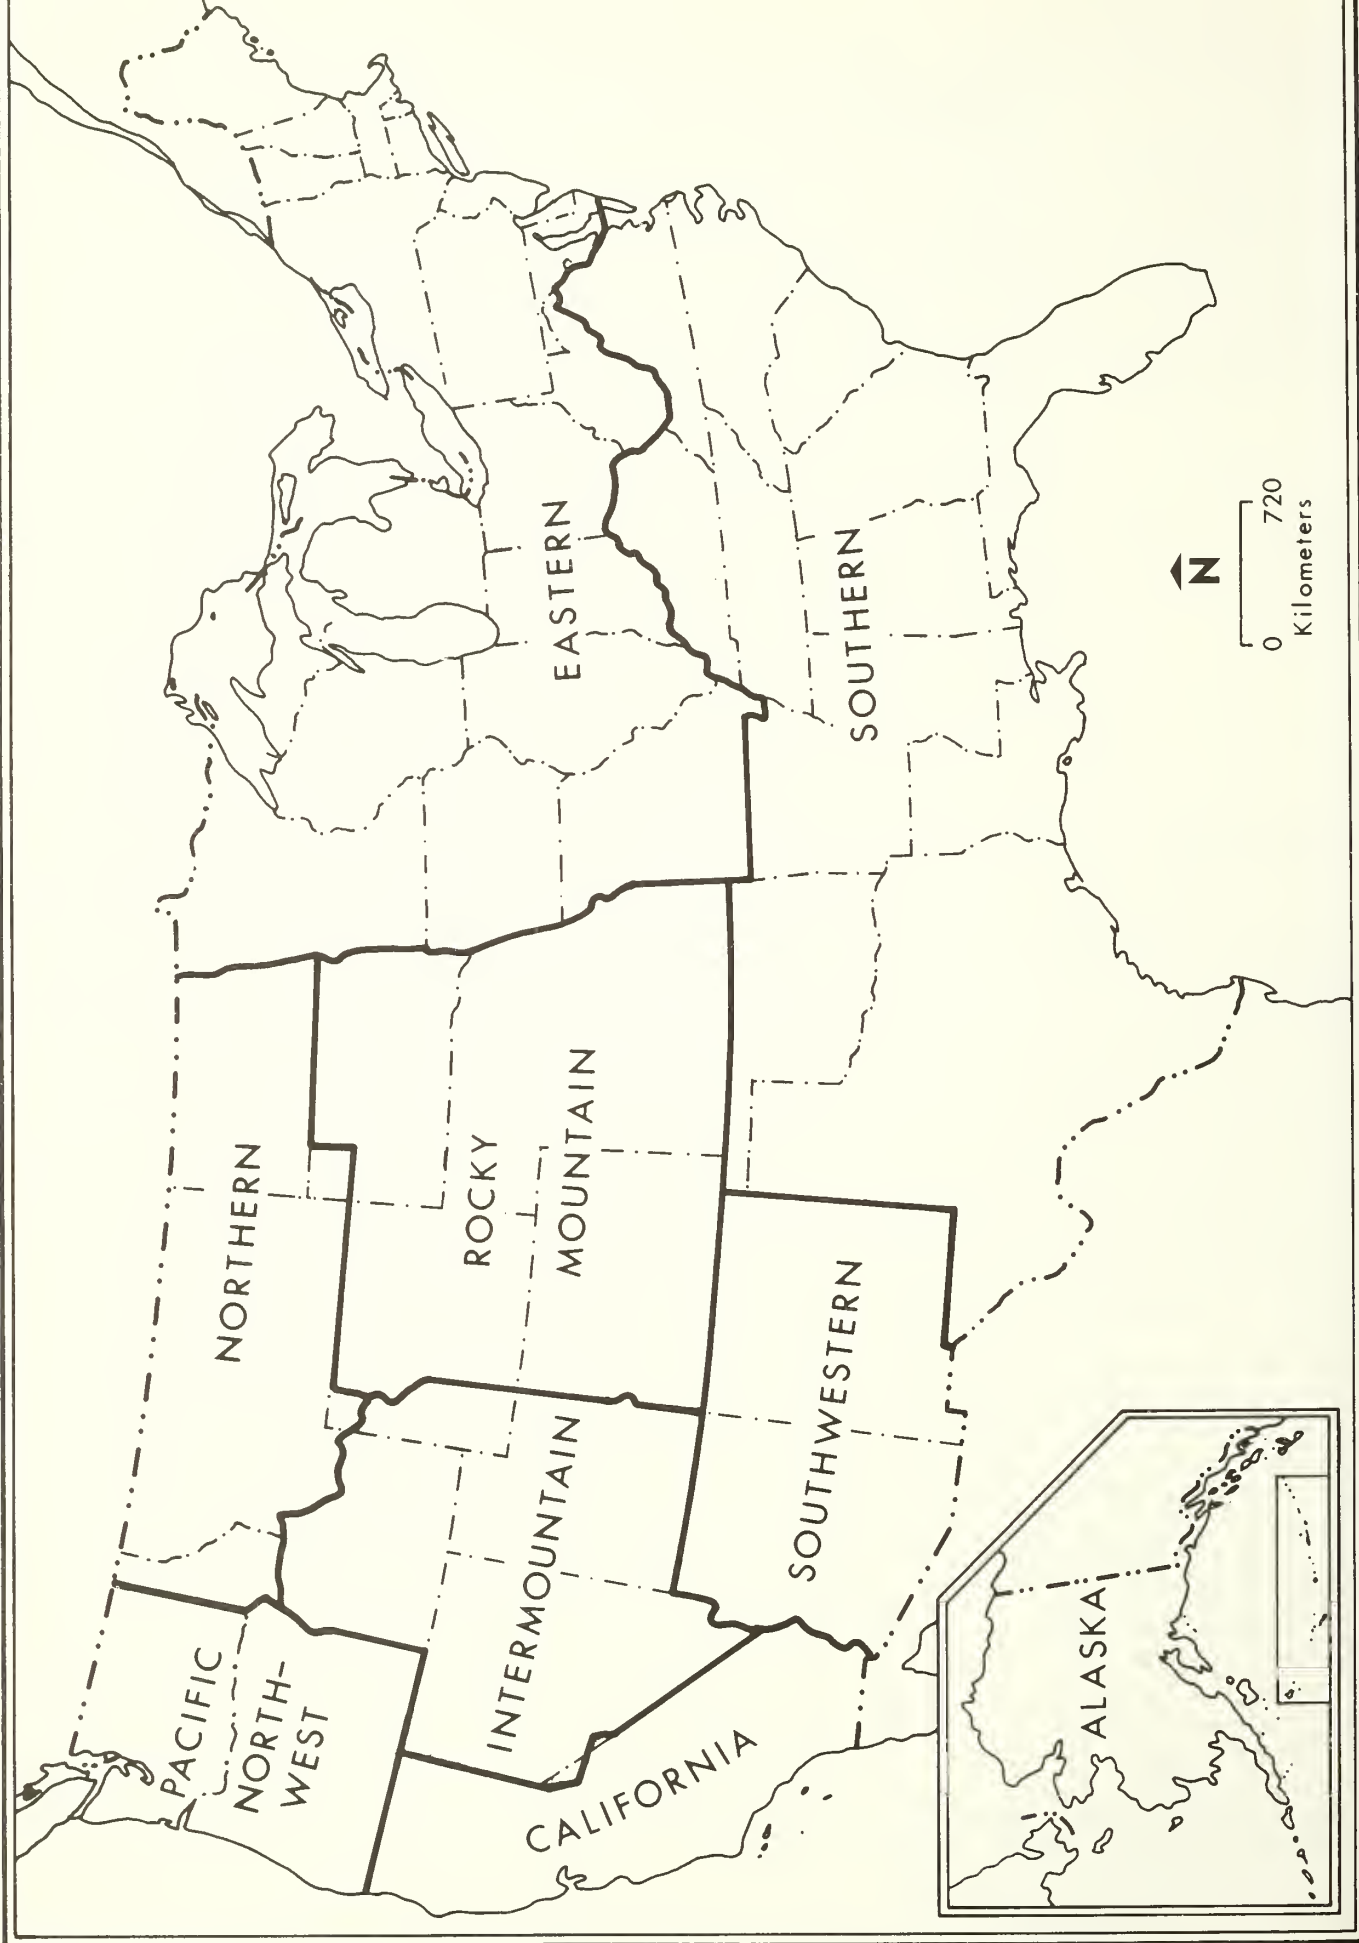 PACIFIC
NORTH-
WEST
NORTHERN
ROCKY
MOUNTAIN
EASTERN
INTERMOUNTAIN
CALIFORNIA
SOUTHWESTERN
SOUTHERN
ALASKA
N
0 720
Kilometers